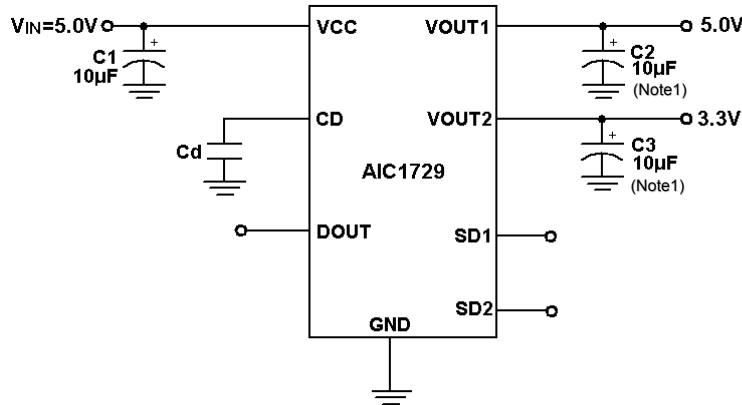 VIN=5.0V
VCC
VOUT1
5.0V
C1
10µF
C2
10µF
(Note1)
CD
VOUT2
3.3V
Cd
C3
10µF
(Note1)
AIC1729
DOUT
SD1
SD2
GND